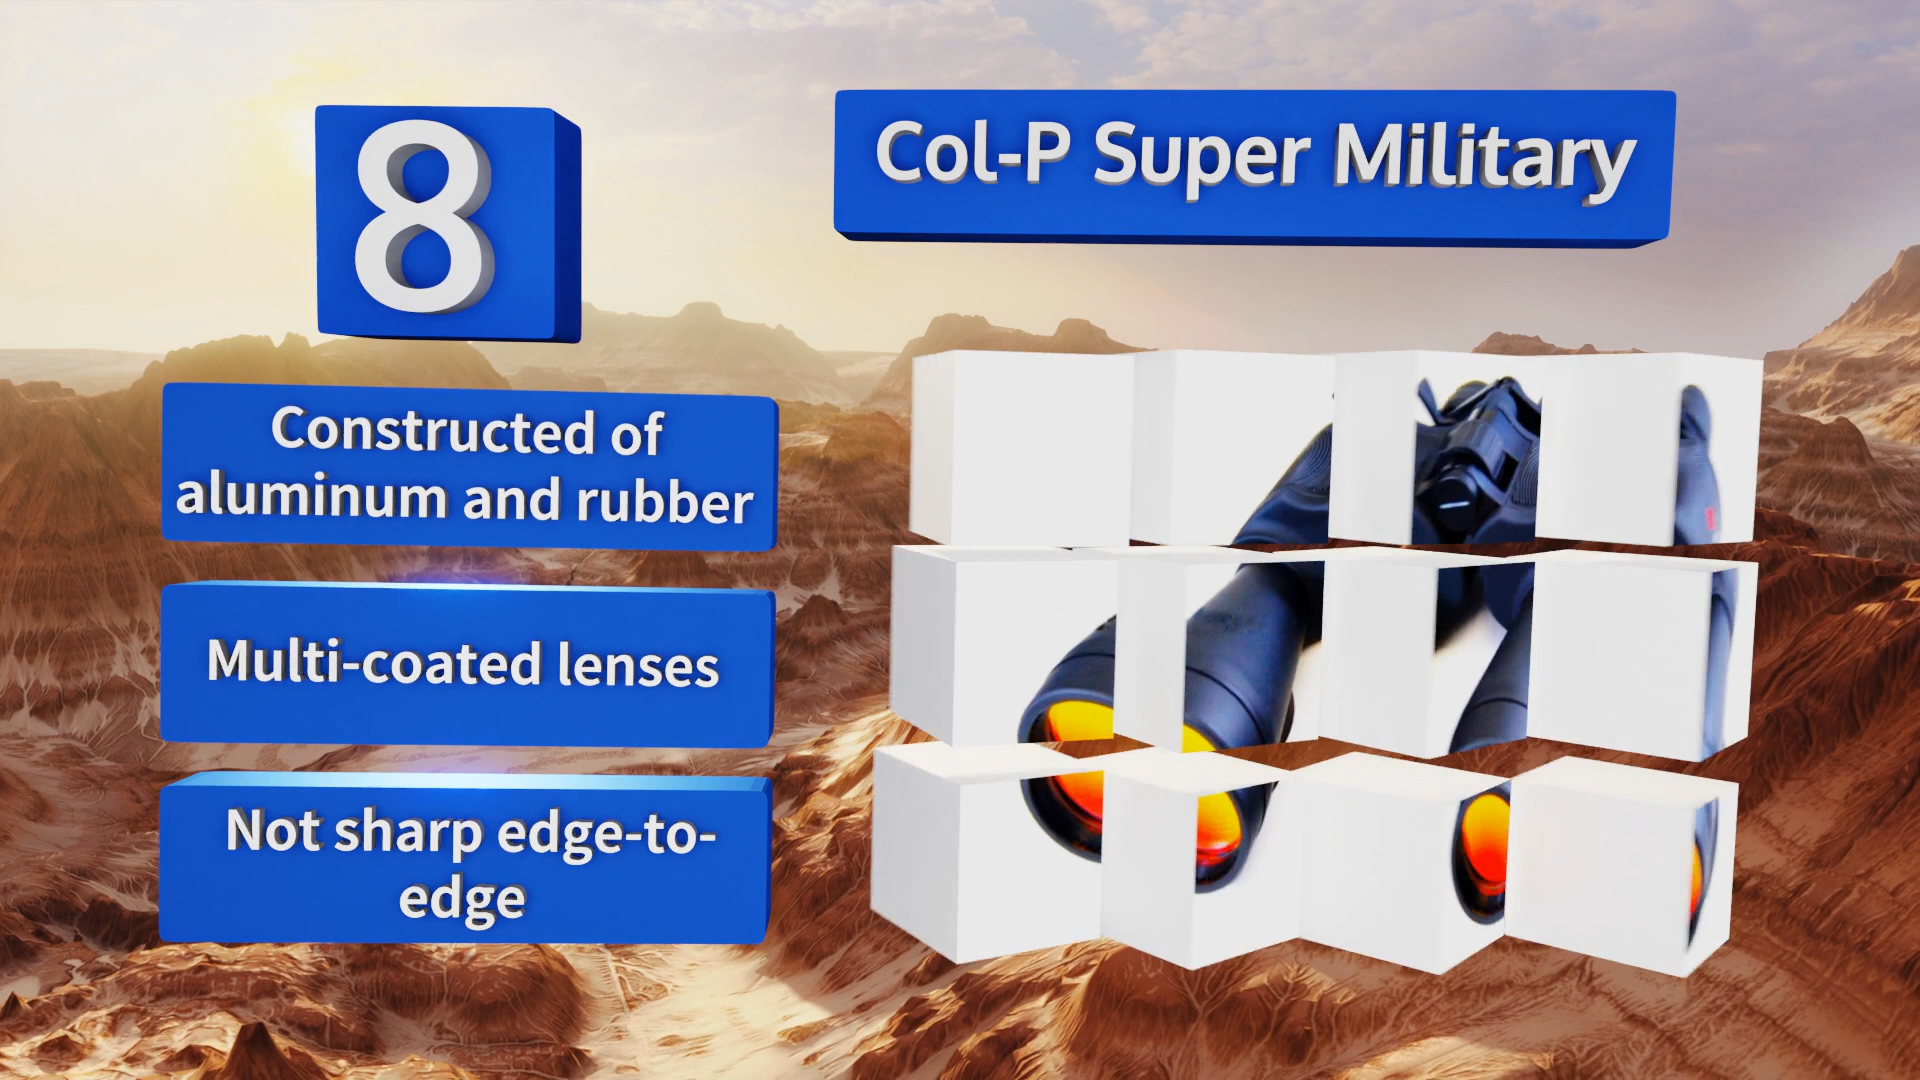 8
Col-P Super Military
Constructed of
aluminum and rubber
Multi-coated lenses
Not sharp edge-to-
edge